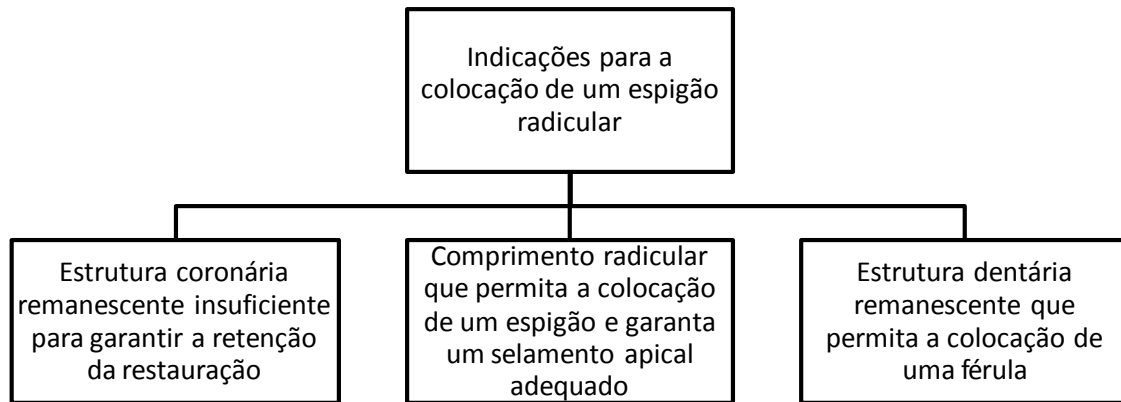 Indicações para a
colocação de um espigão
radicular
Estrutura coronária
remanescente insuficiente
para garantir a retenção
da restauração
Comprimento radicular
que permita a colocação
de um espigão e garanta
um selamento apical
adequado
Estrutura dentária
remanescente que
permita a colocação de
uma férula